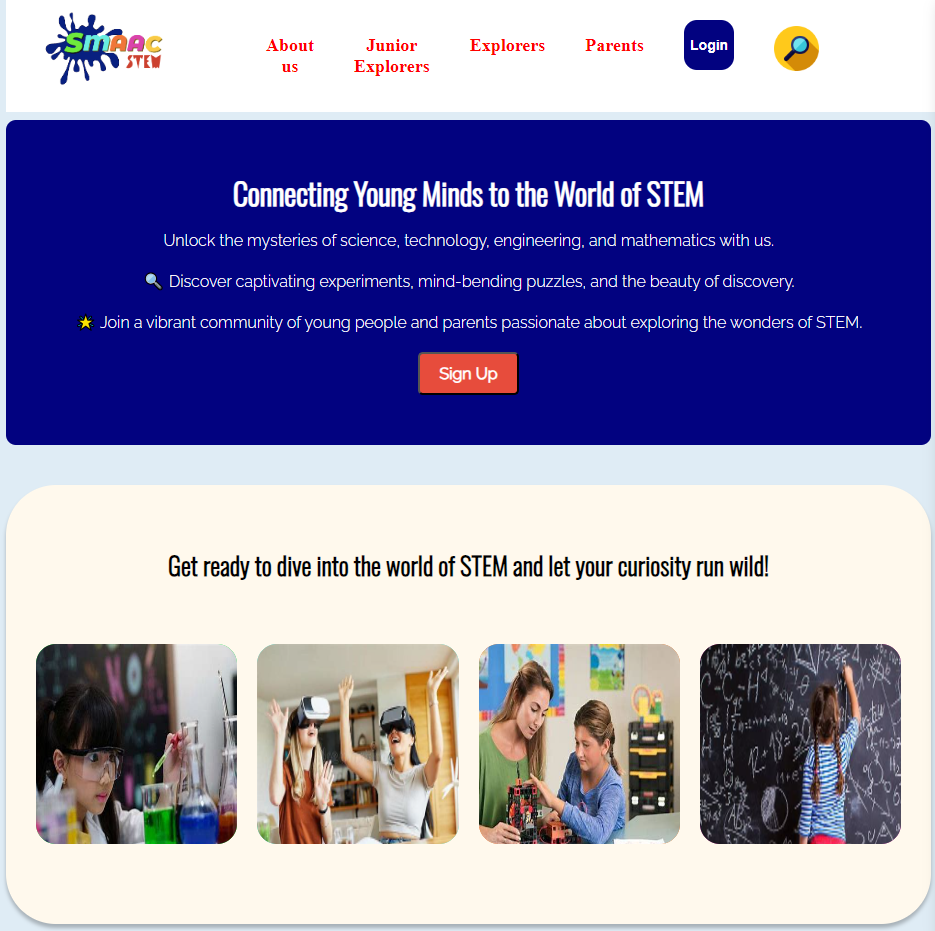 SMAAC
STEM
About
us
Junior
Explorers
Explorers
Parents
Login
Connecting Young Minds to the World of STEM
Unlock the mysteries of science, technology, engineering, and mathematics with us.
🔍 Discover captivating experiments, mind-bending puzzles, and the beauty of discovery.
🌟 Join a vibrant community of young people and parents passionate about exploring the wonders of STEM.
Sign Up
Get ready to dive into the world of STEM and let your curiosity run wild!